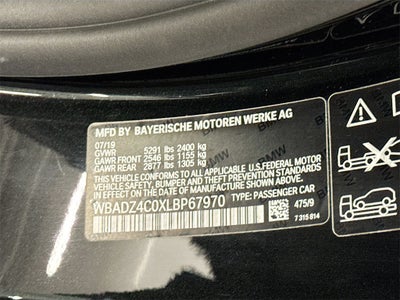 MFD BY BAYERISCHE MOTOREN WERKE AG
07/19
GVWR 5291 lbs 2400 kg
GAWR FRONT 2546 lbs 1155 kg
GAWR REAR 2877 lbs 1305 kg
THIS VEHICLE CONFORMS TO ALL APPLICABLE U.S. FEDERAL MOTOR
VEHICLE SAFETY, BUMPER, AND THEFT PREVENTION STANDARDS
IN EFFECT ON THE DATE OF MANUFACTURE SHOWN ABOVE.
WBADZ4C0XLBP67970 TYPE: PASSENGER CAR
475/9
7 315 814